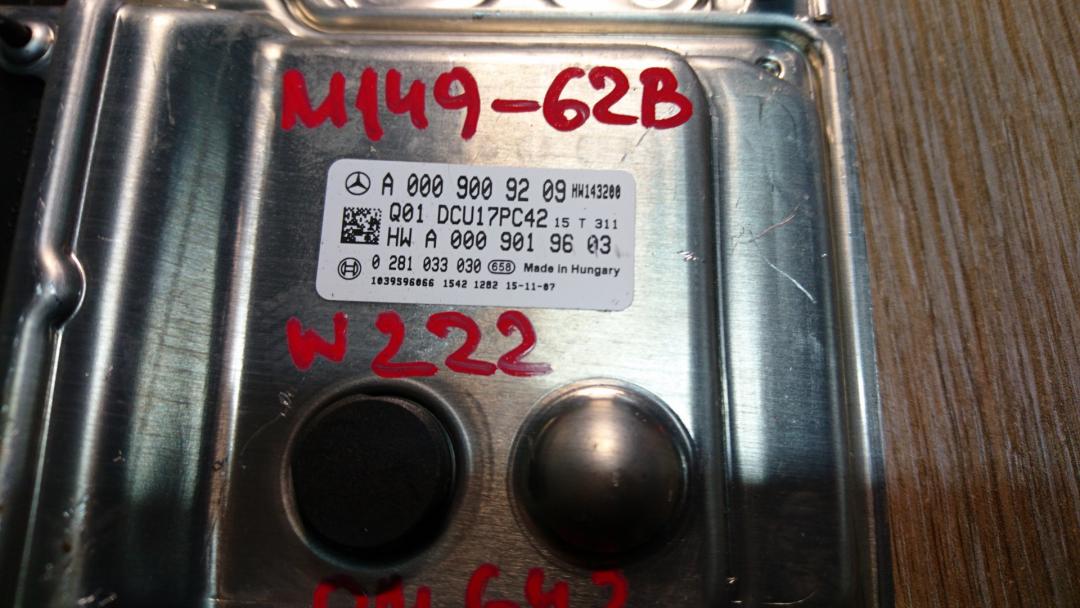 M149-62B
A 000 900 92 09 HW143200
Q01 DCU17PC42 15 T 311
HW A 000 901 96 03
0 281 033 030 658 Made in Hungary
1039S96066 1542 1282 15-11-07
W222